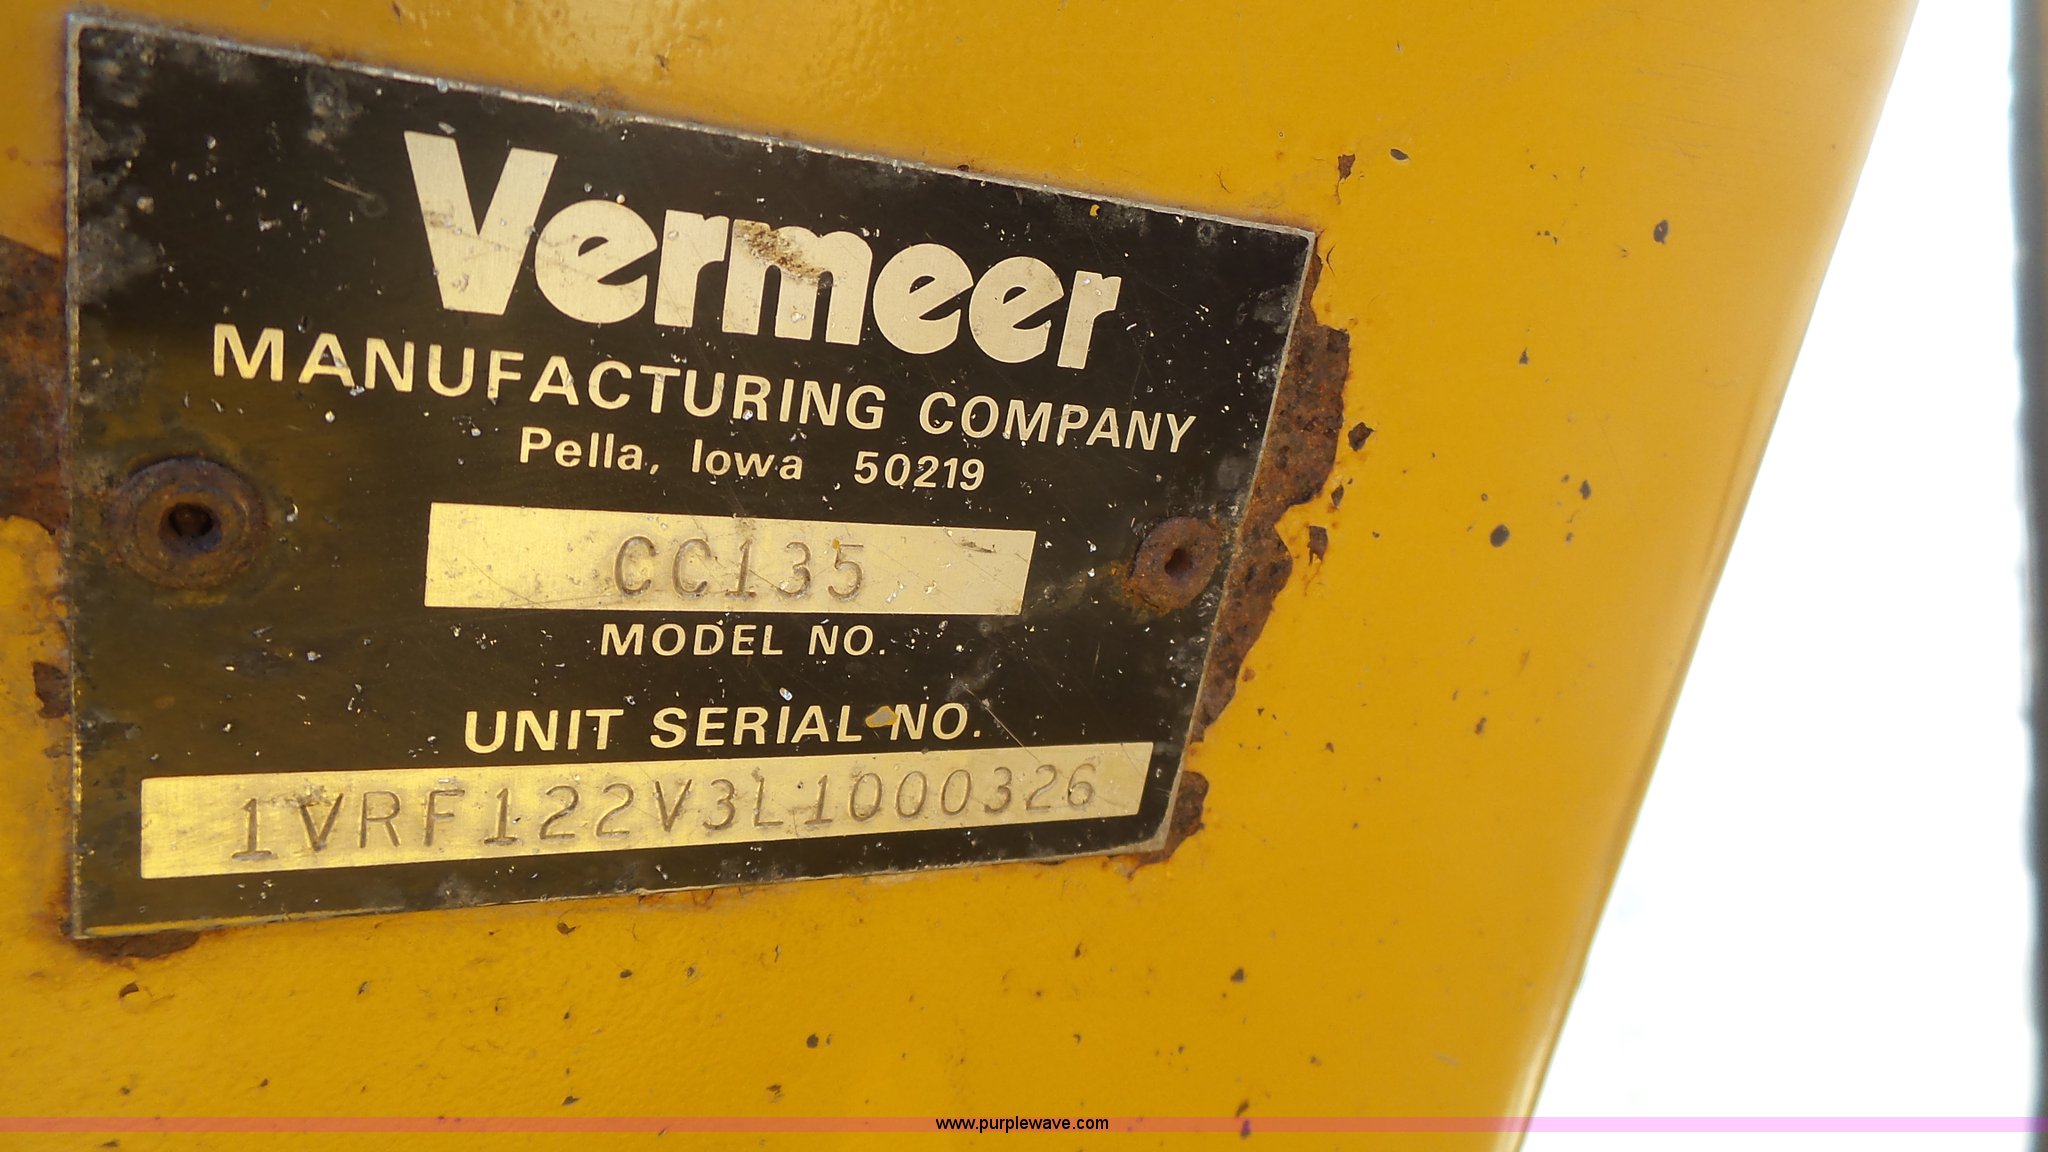 Vermeer
MANUFACTURING COMPANY
Pella, Iowa 50219
CC135
MODEL NO.
UNIT SERIAL NO.
1VRF122V3L1000326
www.purplewave.com